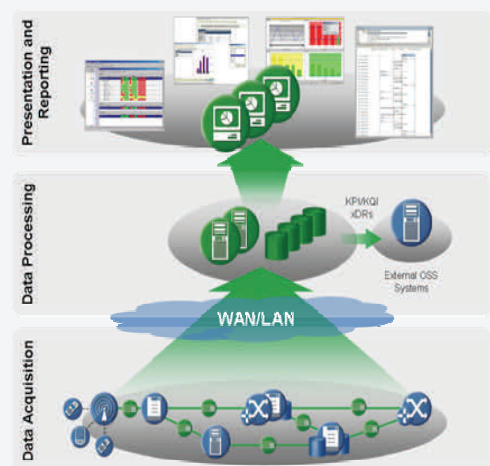 Presentation and
Reporting
Data Processing
KPI/KQI
xDRs
External OSS
Systems
WAN/LAN
Data Acquisition